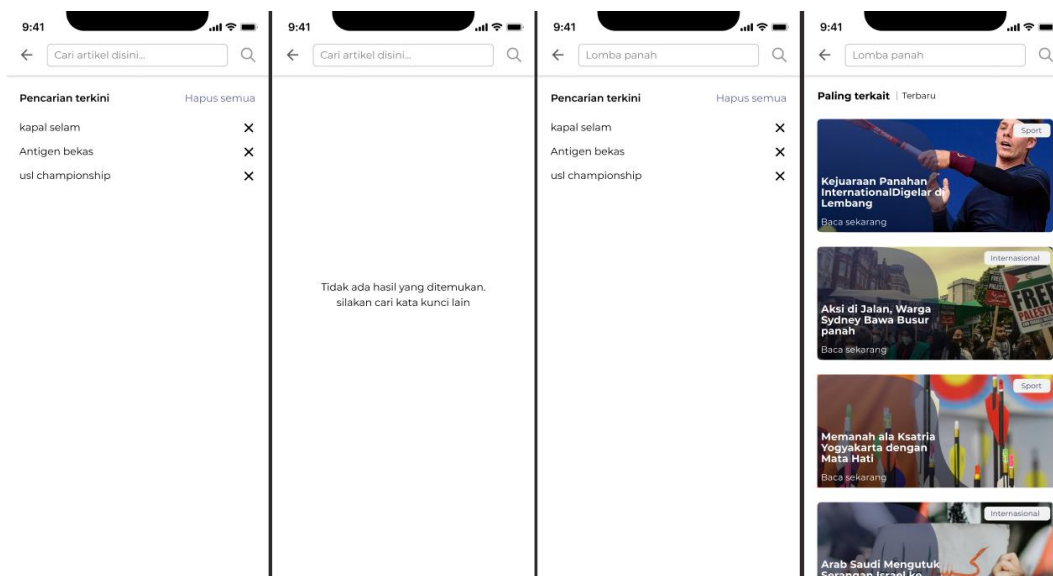 9:41
Cari artikel disini...
Pencarian terkini
Hapus semua
kapal selam
Antigen bekas
usl championship
9:41
Cari artikel disini...
Tidak ada hasil yang ditemukan.
silakan cari kata kunci lain
9:41
Lomba panah
Pencarian terkini
Hapus semua
kapal selam
Antigen bekas
usl championship
9:41
Lomba panah
Paling terkait | Terbaru
Sport
Kejuaraan Panahan
InternationalDigelar di
Lembang
Baca sekarang
Internasional
FREE
PALESTINE
Aksi di Jalan, Warga
Sydney Bawa Busur
panah
Baca sekarang
Sport
Memanah ala Ksatria
Yogyakarta dengan
Mata Hati
Baca sekarang
Internasional
Arab Saudi Mengutuk
Serangan Israel ke